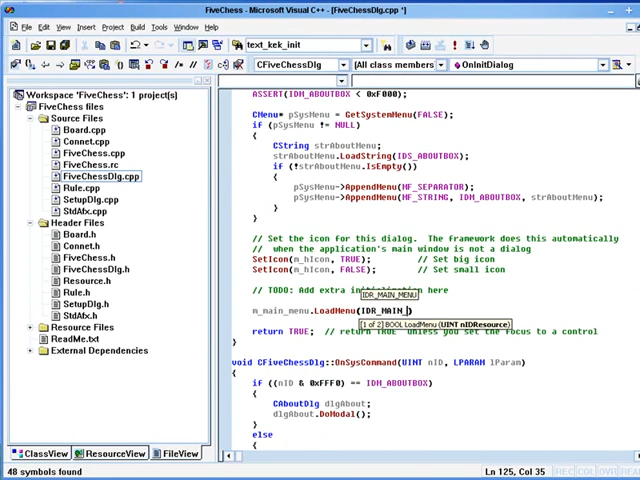 FiveChess - Microsoft Visual C++ - [FiveChessDlg.cpp *]
File Edit View Insert Project Build Tools Window Help
text_kek_init
CFiveChessDlg (All class members) OnInitDialog
Workspace 'FiveChess': 1 project(s)
FiveChess files
Source Files
Board.cpp
Connet.cpp
FiveChess.cpp
FiveChess.rc
FiveChessDlg.cpp
Rule.cpp
SetupDlg.cpp
StdAfx.cpp
Header Files
Board.h
Connet.h
FiveChess.h
FiveChessDlg.h
Resource.h
Rule.h
SetupDlg.h
StdAfx.h
Resource Files
ReadMe.txt
External Dependencies
ClassView ResourceView FileView
ASSERT(IDM_ABOUTBOX < 0xF000);
CMenu* pSysMenu = GetSystemMenu(FALSE);
if (pSysMenu != NULL)
{
CString strAboutMenu;
strAboutMenu.LoadString(IDS_ABOUTBOX);
if (!strAboutMenu.IsEmpty())
{
pSysMenu->AppendMenu(MF_SEPARATOR);
pSysMenu->AppendMenu(MF_STRING, IDM_ABOUTBOX, strAboutMenu);
}
}
// Set the icon for this dialog. The framework does this automatically
// when the application's main window is not a dialog
SetIcon(m_hIcon, TRUE); // Set big icon
SetIcon(m_hIcon, FALSE); // Set small icon
// TODO: Add extra initialization here
IDR_MAIN_MENU
m_main_menu.LoadMenu(IDR_MAIN_)
[1 of 2] BOOL LoadMenu (UINT nIDResource)
return TRUE; // return TRUE unless you set the focus to a control
}
void CFiveChessDlg::OnSysCommand(UINT nID, LPARAM lParam)
{
if ((nID & 0xFFF0) == IDM_ABOUTBOX)
{
CAboutDlg dlgAbout;
dlgAbout.DoModal();
}
else
{
48 symbols found
Ln 125, Col 35 REC COL OVR READ